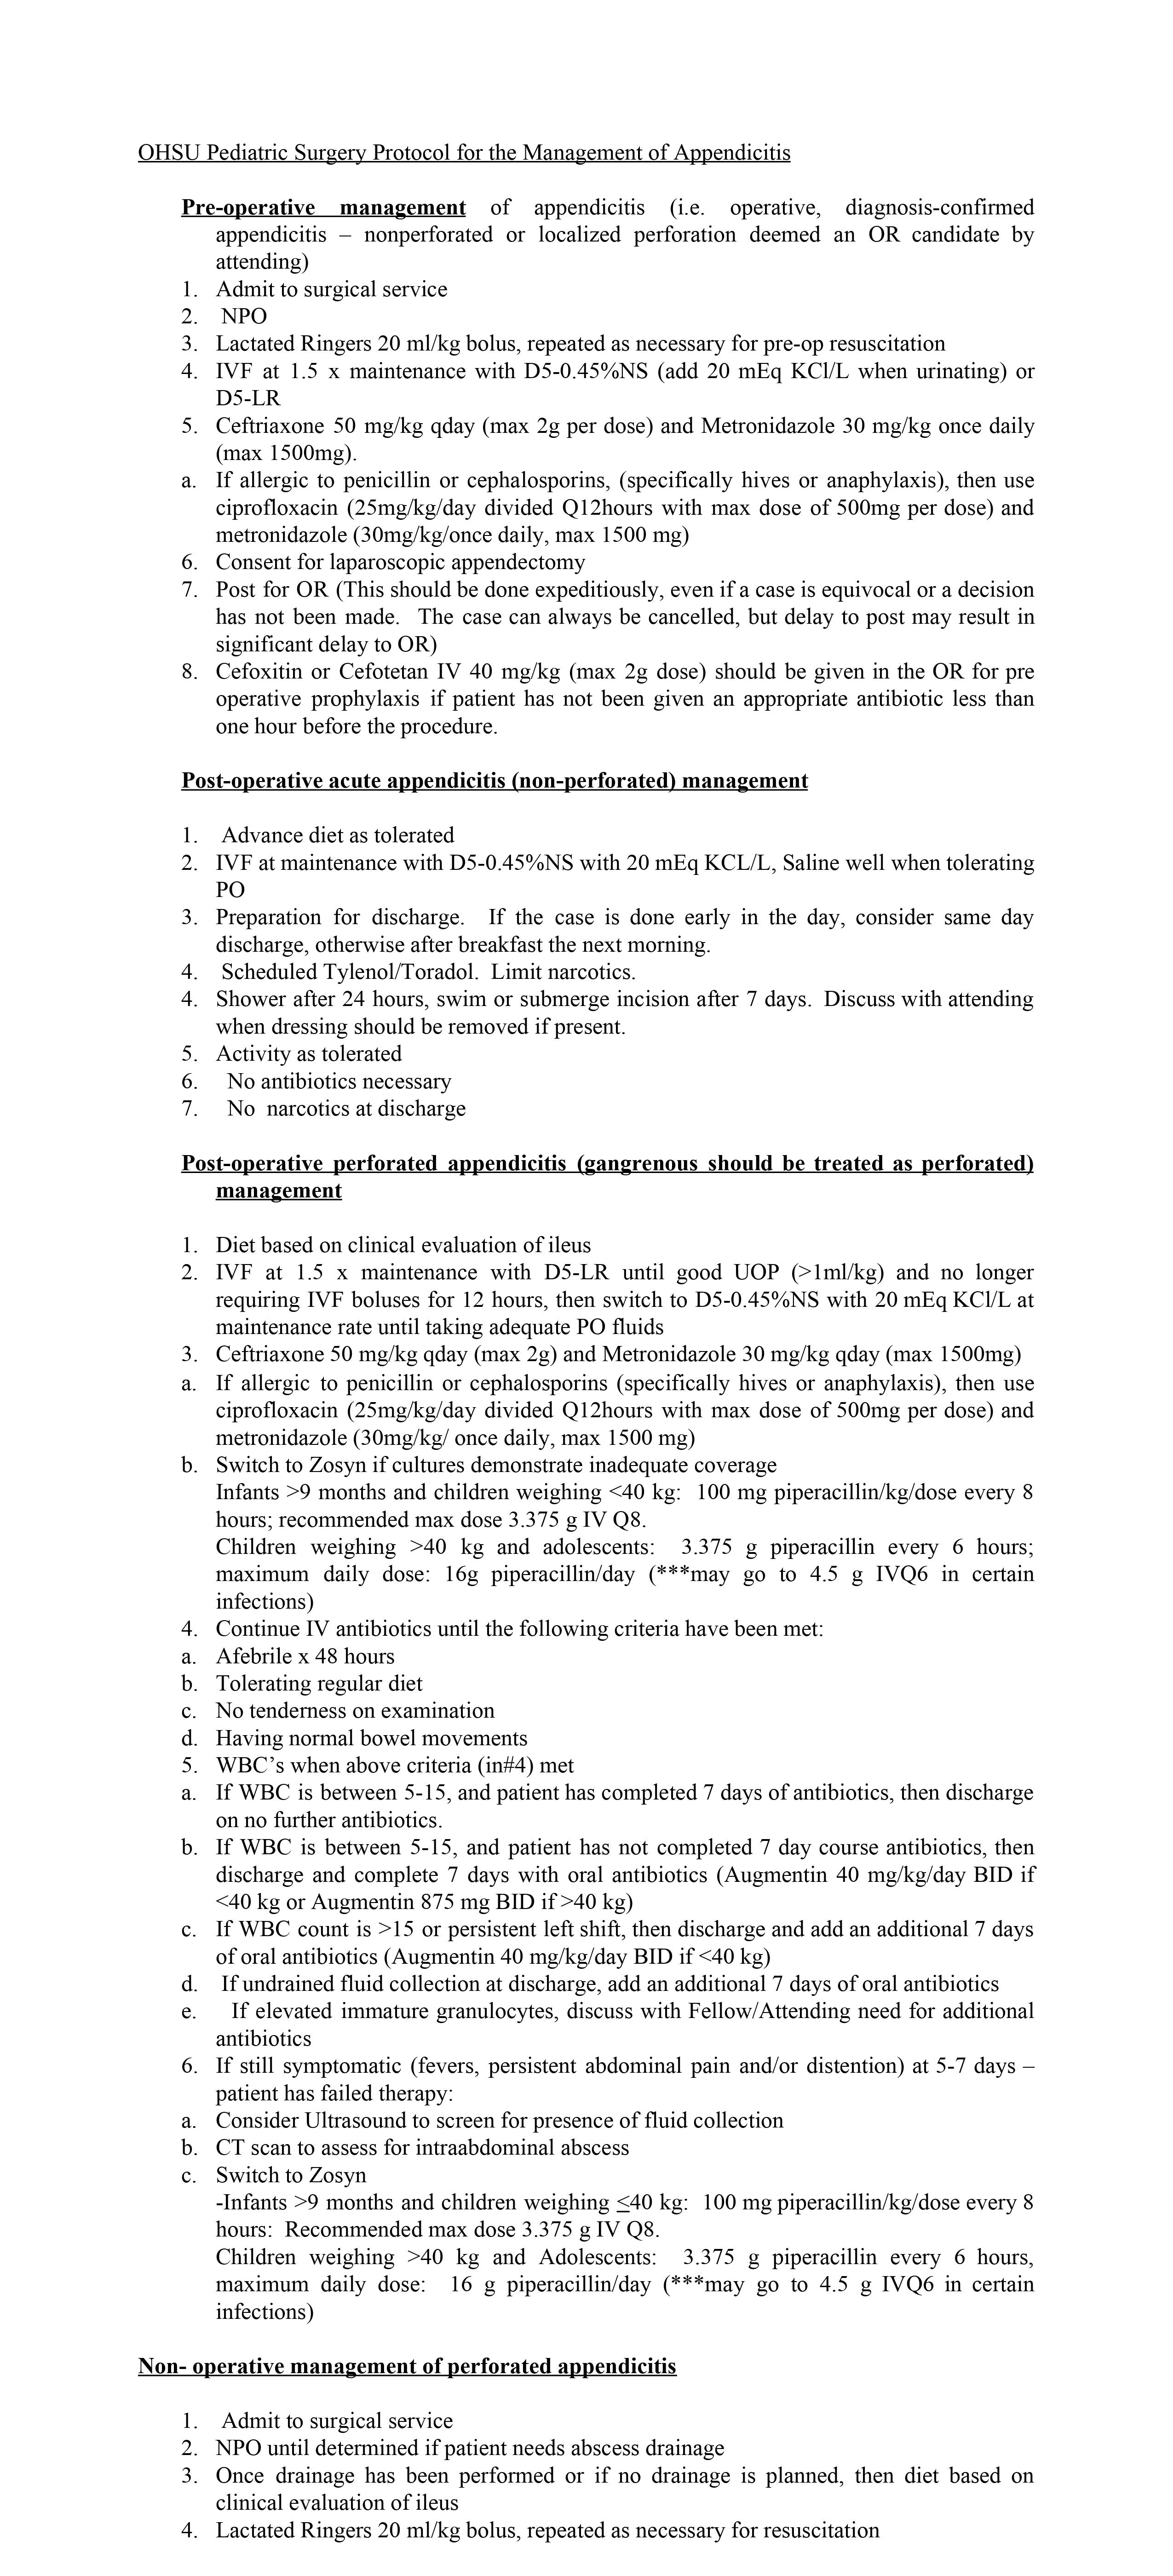 OHSU Pediatric Surgery Protocol for the Management of Appendicitis
Pre-operative management of appendicitis (i.e. operative, diagnosis-confirmed
appendicitis – nonperforated or localized perforation deemed an OR candidate by
attending)
1. Admit to surgical service
2. NPO
3. Lactated Ringers 20 ml/kg bolus, repeated as necessary for pre-op resuscitation
4. IVF at 1.5 x maintenance with D5-0.45%NS (add 20 mEq KCl/L when urinating) or
D5-LR
5. Ceftriaxone 50 mg/kg qday (max 2g per dose) and Metronidazole 30 mg/kg once daily
(max 1500mg).
a. If allergic to penicillin or cephalosporins, (specifically hives or anaphylaxis), then use
ciprofloxacin (25mg/kg/day divided Q12hours with max dose of 500mg per dose) and
metronidazole (30mg/kg/once daily, max 1500 mg)
6. Consent for laparoscopic appendectomy
7. Post for OR (This should be done expeditiously, even if a case is equivocal or a decision
has not been made. The case can always be cancelled, but delay to post may result in
significant delay to OR)
8. Cefoxitin or Cefotetan IV 40 mg/kg (max 2g dose) should be given in the OR for pre
operative prophylaxis if patient has not been given an appropriate antibiotic less than
one hour before the procedure.
Post-operative acute appendicitis (non-perforated) management
1. Advance diet as tolerated
2. IVF at maintenance with D5-0.45%NS with 20 mEq KCL/L, Saline well when tolerating
PO
3. Preparation for discharge. If the case is done early in the day, consider same day
discharge, otherwise after breakfast the next morning.
4. Scheduled Tylenol/Toradol. Limit narcotics.
4. Shower after 24 hours, swim or submerge incision after 7 days. Discuss with attending
when dressing should be removed if present.
5. Activity as tolerated
6. No antibiotics necessary
7. No narcotics at discharge
Post-operative perforated appendicitis (gangrenous should be treated as perforated)
management
1. Diet based on clinical evaluation of ileus
2. IVF at 1.5 x maintenance with D5-LR until good UOP (>1ml/kg) and no longer
requiring IVF boluses for 12 hours, then switch to D5-0.45%NS with 20 mEq KCl/L at
maintenance rate until taking adequate PO fluids
3. Ceftriaxone 50 mg/kg qday (max 2g) and Metronidazole 30 mg/kg qday (max 1500mg)
a. If allergic to penicillin or cephalosporins (specifically hives or anaphylaxis), then use
ciprofloxacin (25mg/kg/day divided Q12hours with max dose of 500mg per dose) and
metronidazole (30mg/kg/ once daily, max 1500 mg)
b. Switch to Zosyn if cultures demonstrate inadequate coverage
Infants >9 months and children weighing <40 kg: 100 mg piperacillin/kg/dose every 8
hours; recommended max dose 3.375 g IV Q8.
Children weighing >40 kg and adolescents: 3.375 g piperacillin every 6 hours;
maximum daily dose: 16g piperacillin/day (***may go to 4.5 g IVQ6 in certain
infections)
4. Continue IV antibiotics until the following criteria have been met:
a. Afebrile x 48 hours
b. Tolerating regular diet
c. No tenderness on examination
d. Having normal bowel movements
5. WBC’s when above criteria (in#4) met
a. If WBC is between 5-15, and patient has completed 7 days of antibiotics, then discharge
on no further antibiotics.
b. If WBC is between 5-15, and patient has not completed 7 day course antibiotics, then
discharge and complete 7 days with oral antibiotics (Augmentin 40 mg/kg/day BID if
<40 kg or Augmentin 875 mg BID if >40 kg)
c. If WBC count is >15 or persistent left shift, then discharge and add an additional 7 days
of oral antibiotics (Augmentin 40 mg/kg/day BID if <40 kg)
d. If undrained fluid collection at discharge, add an additional 7 days of oral antibiotics
e. If elevated immature granulocytes, discuss with Fellow/Attending need for additional
antibiotics
6. If still symptomatic (fevers, persistent abdominal pain and/or distention) at 5-7 days –
patient has failed therapy:
a. Consider Ultrasound to screen for presence of fluid collection
b. CT scan to assess for intraabdominal abscess
c. Switch to Zosyn
-Infants >9 months and children weighing ≤40 kg: 100 mg piperacillin/kg/dose every 8
hours: Recommended max dose 3.375 g IV Q8.
Children weighing >40 kg and Adolescents: 3.375 g piperacillin every 6 hours,
maximum daily dose: 16 g piperacillin/day (***may go to 4.5 g IVQ6 in certain
infections)
Non- operative management of perforated appendicitis
1. Admit to surgical service
2. NPO until determined if patient needs abscess drainage
3. Once drainage has been performed or if no drainage is planned, then diet based on
clinical evaluation of ileus
4. Lactated Ringers 20 ml/kg bolus, repeated as necessary for resuscitation